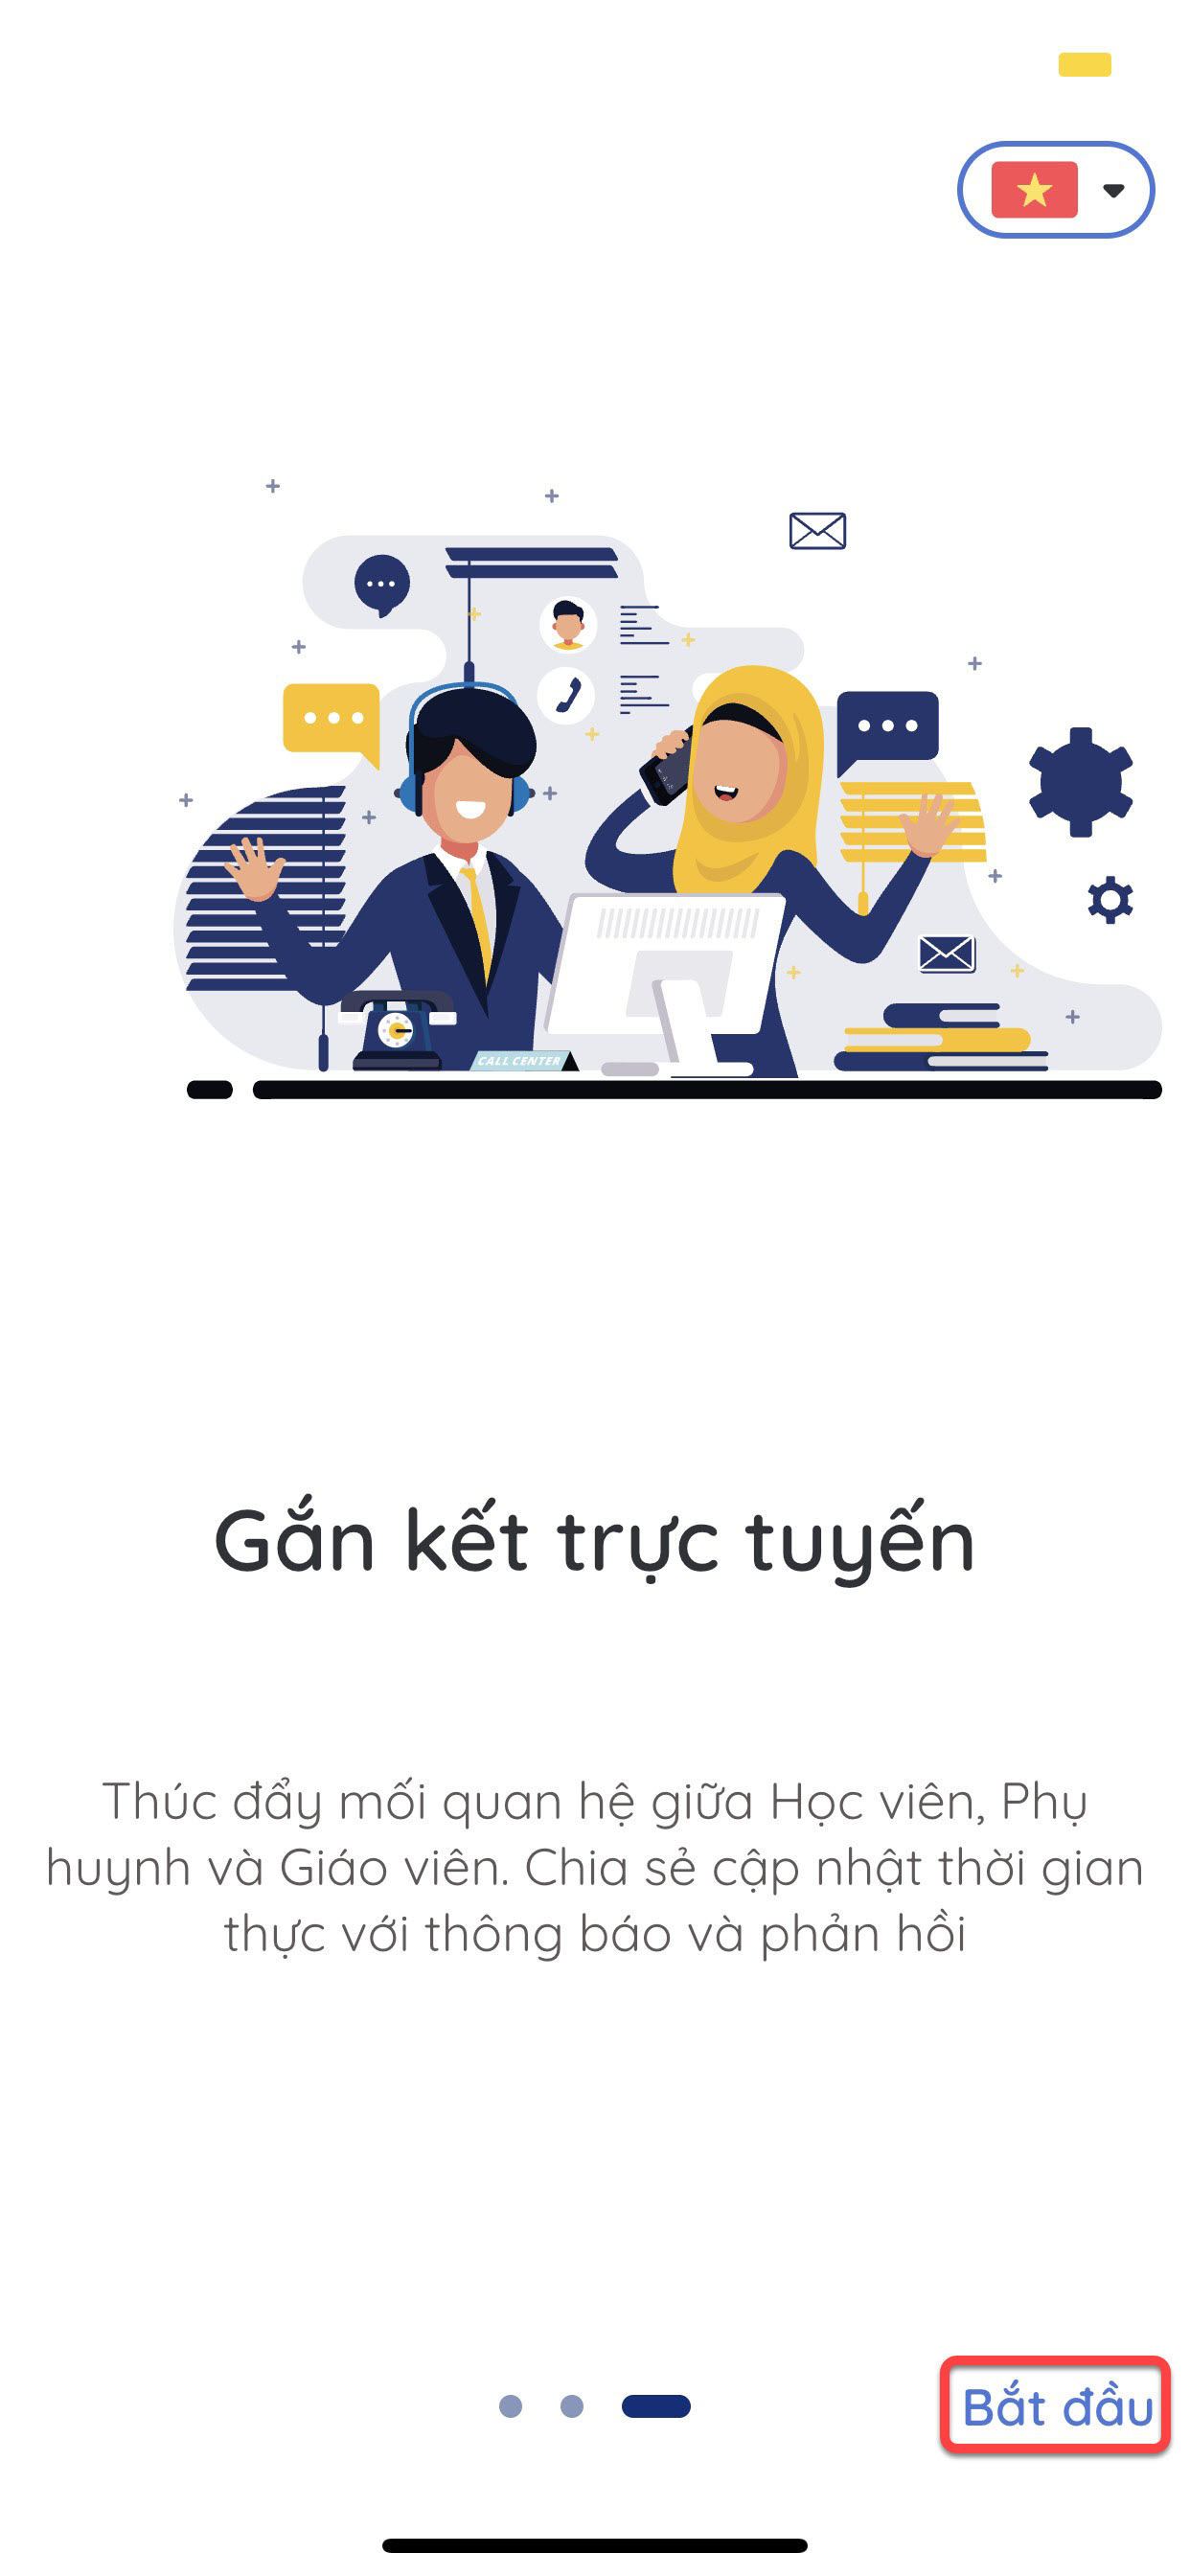 CALL CENTER
Gắn kết trực tuyến
Thúc đẩy mối quan hệ giữa Học viên, Phụ
huynh và Giáo viên. Chia sẻ cập nhật thời gian
thực với thông báo và phản hồi
Bắt đầu